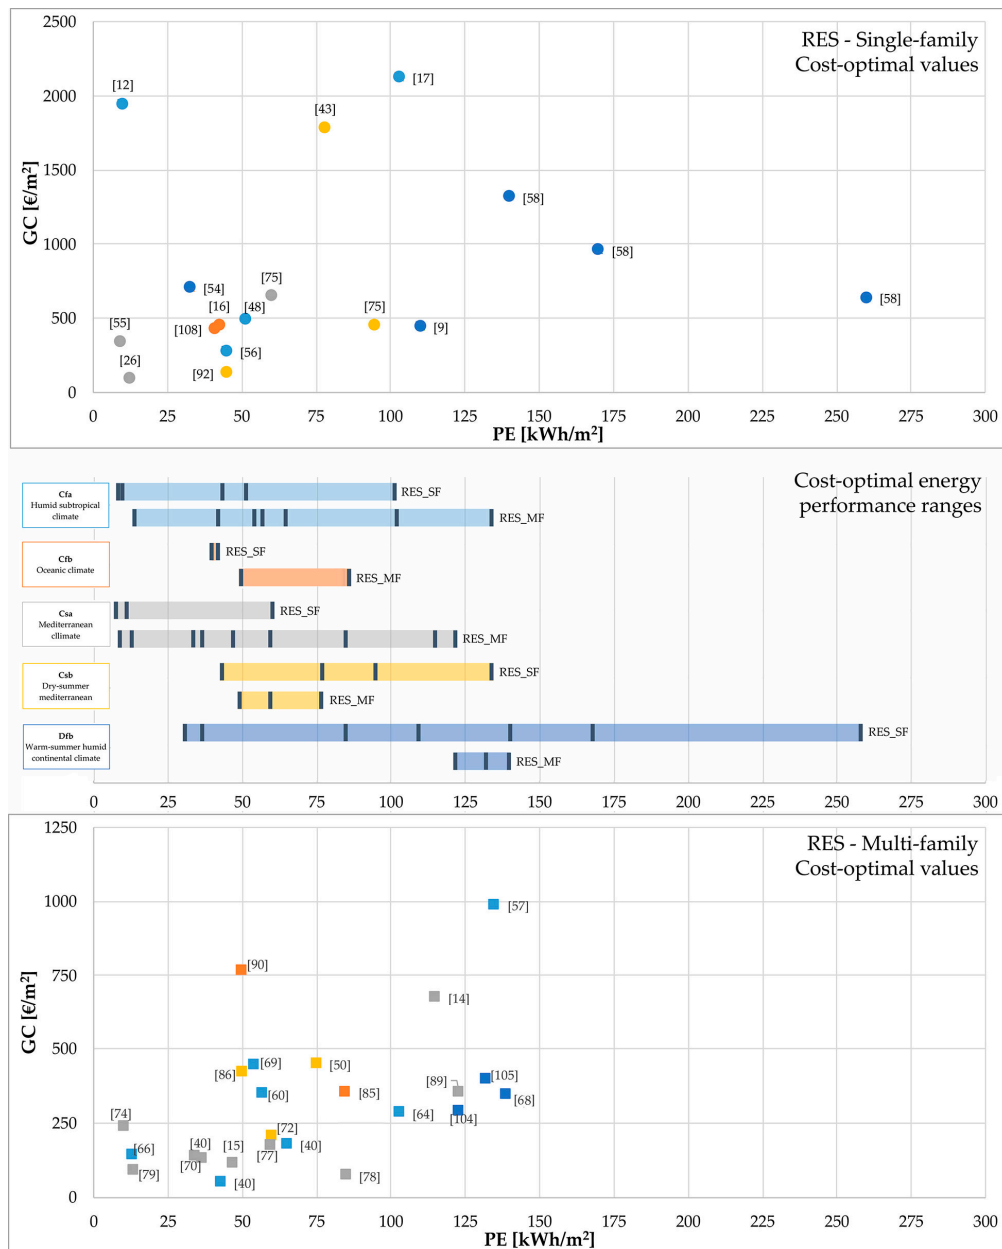 RES - Single-family
Cost-optimal values
GC [€/m²]
2500
2000
1500
1000
500
0
[12]
[17]
[43]
[58]
[58]
[58]
[54]
[75]
[16]
[48]
[75]
[9]
[55]
[108]
[56]
[26]
[92]
0 25 50 75 100 125 150 175 200 225 250 275 300
PE [kWh/m²]
Cost-optimal energy
performance ranges
Cfa
Humid subtropical
climate
RES_SF
RES_MF
Cfb
Oceanic climate
RES_SF
RES_MF
Csa
Mediterranean
cllimate
RES_SF
RES_MF
Csb
Dry-summer
mediterranean
RES_SF
RES_MF
Dfb
Warm-summer humid
continental climate
RES_SF
RES_MF
0 25 50 75 100 125 150 175 200 225 250 275 300
RES - Multi-family
Cost-optimal values
GC [€/m²]
1250
1000
750
500
250
0
[57]
[90]
[14]
[69]
[50]
[86]
[60]
[85]
[89]
[105]
[68]
[64]
[104]
[74]
[72]
[66]
[40]
[15]
[40]
[70]
[77]
[79]
[40]
[78]
0 25 50 75 100 125 150 175 200 225 250 275 300
PE [kWh/m²]